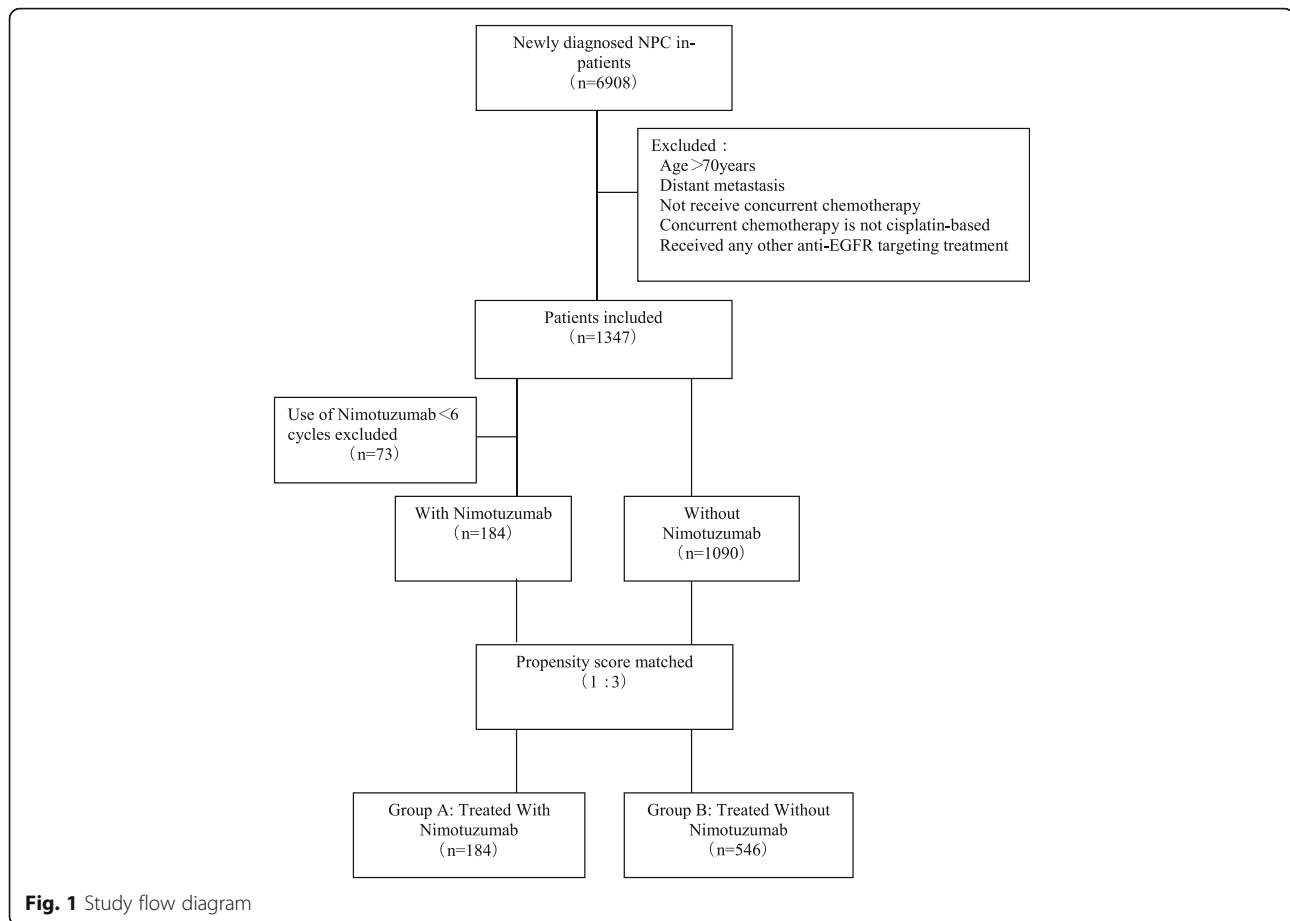 Newly diagnosed NPC in-
patients
（n=6908）
Excluded：
Age＞70years
Distant metastasis
Not receive concurrent chemotherapy
Concurrent chemotherapy is not cisplatin-based
Received any other anti-EGFR targeting treatment
Patients included
（n=1347）
Use of Nimotuzumab＜6
cycles excluded
（n=73）
With Nimotuzumab
（n=184）
Without
Nimotuzumab
（n=1090）
Propensity score matched
（1：3）
Group A: Treated With
Nimotuzumab
（n=184）
Group B: Treated Without
Nimotuzumab
（n=546）
Fig. 1 Study flow diagram